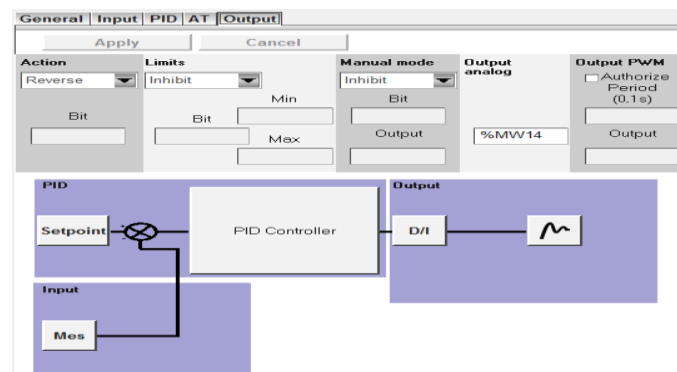 General Input PID AT Output
Apply Cancel
Action Limits Manual mode Output analog Output PWM
Reverse Inhibit Inhibit Authorize
Period
(0,1s)
Min Bit
Bit Bit
Max Output %MW14 Output
PID Output
Setpoint PID Controller D/I
Input
Mes